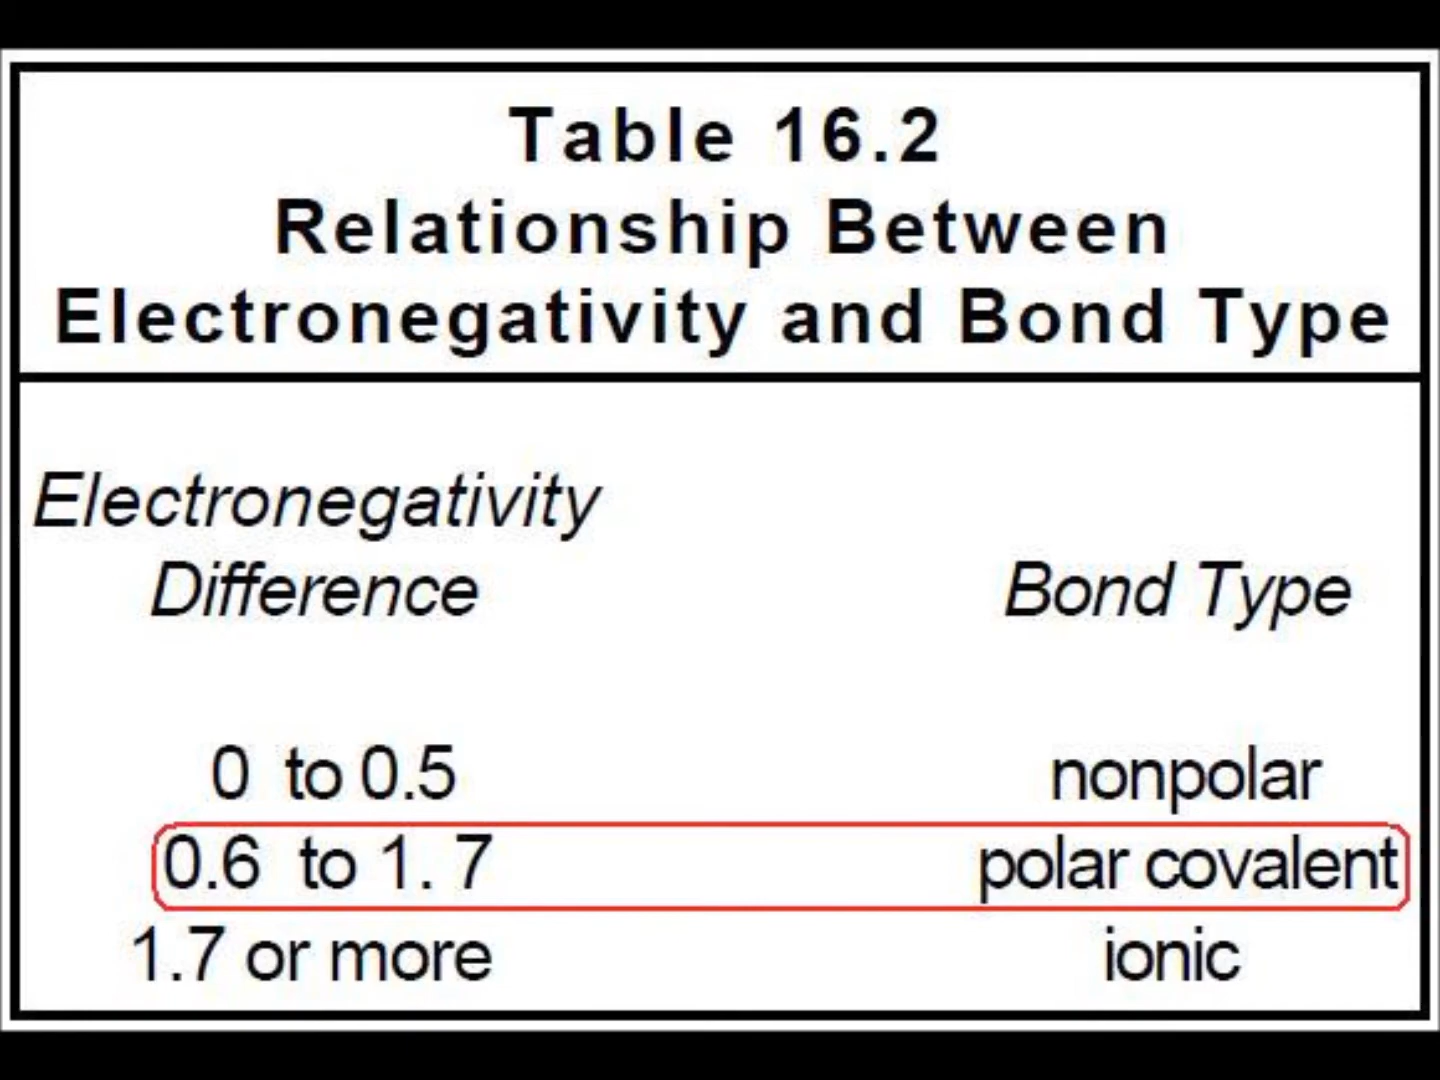 Table 16.2
Relationship Between
Electronegativity and Bond Type
Electronegativity
Difference Bond Type
0 to 0.5 nonpolar
0.6 to 1. 7 polar covalent
1.7 or more ionic